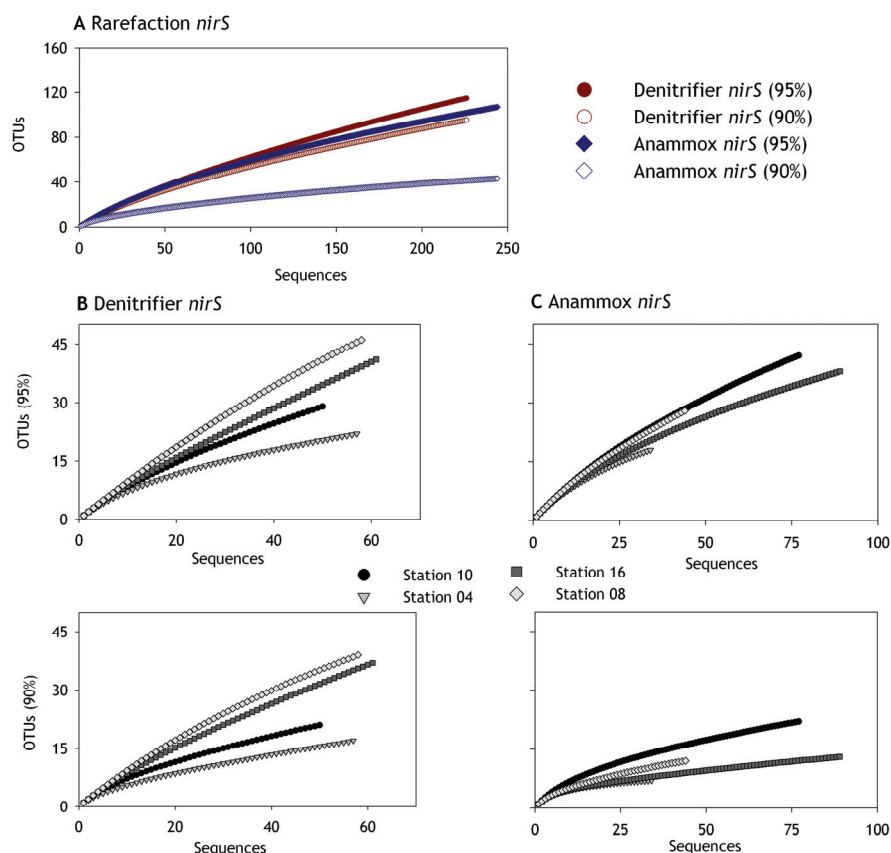 A Rarefaction nirS
160
120
80
40
0
OTUs
0 50 100 150 200 250
Sequences
Denitrifier nirS (95%)
Denitrifier nirS (90%)
Anammox nirS (95%)
Anammox nirS (90%)
B Denitrifier nirS
45
30
15
0
OTUs (95%)
0 20 40 60
Sequences
C Anammox nirS
0 25 50 75 100
Sequences
Station 10
Station 16
Station 04
Station 08
45
30
15
0
OTUs (90%)
0 20 40 60
Sequences
0 25 50 75 100
Sequences